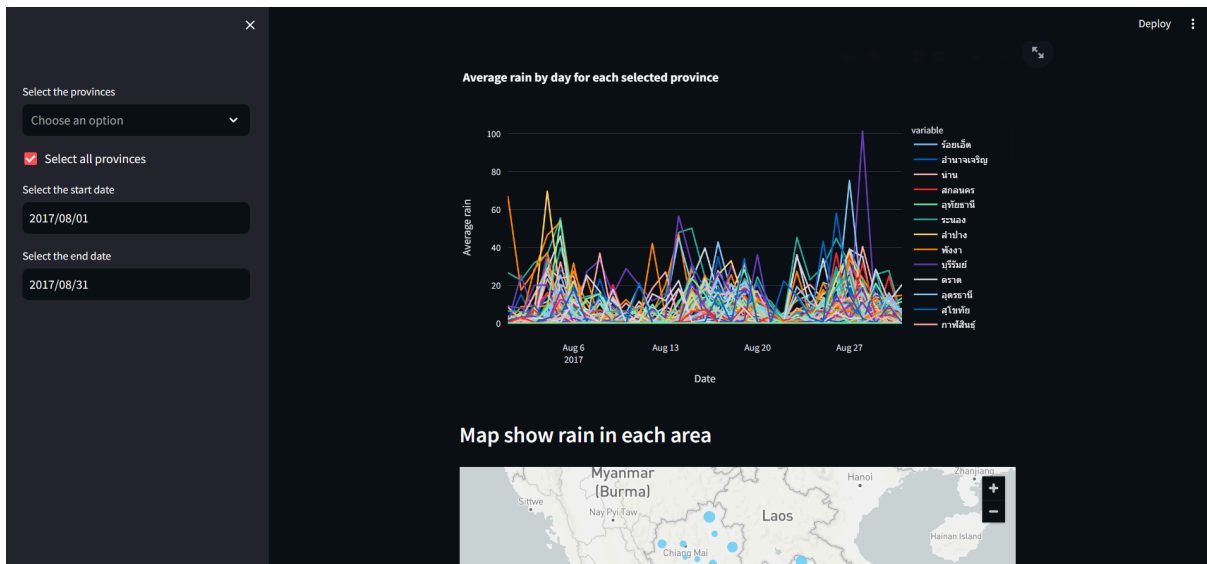 Deploy
Select the provinces
Choose an option
Select all provinces
Select the start date
2017/08/01
Select the end date
2017/08/31
Average rain by day for each selected province
Average rain
100
80
60
40
20
0
Aug 6
2017
Aug 13
Aug 20
Aug 27
Date
variable
ร้อยเอ็ด
อำนาจเจริญ
น่าน
สกลนคร
อุทัยธานี
ระนอง
ลำปาง
พังงา
บุรีรัมย์
ตราด
อุดรธานี
สุโขทัย
กาฬสินธุ์
Map show rain in each area
Myanmar
(Burma)
Sittwe
Nay Pyi Taw
Chiang Mai
Laos
Hanoi
Zhanjiang
Hainan Island